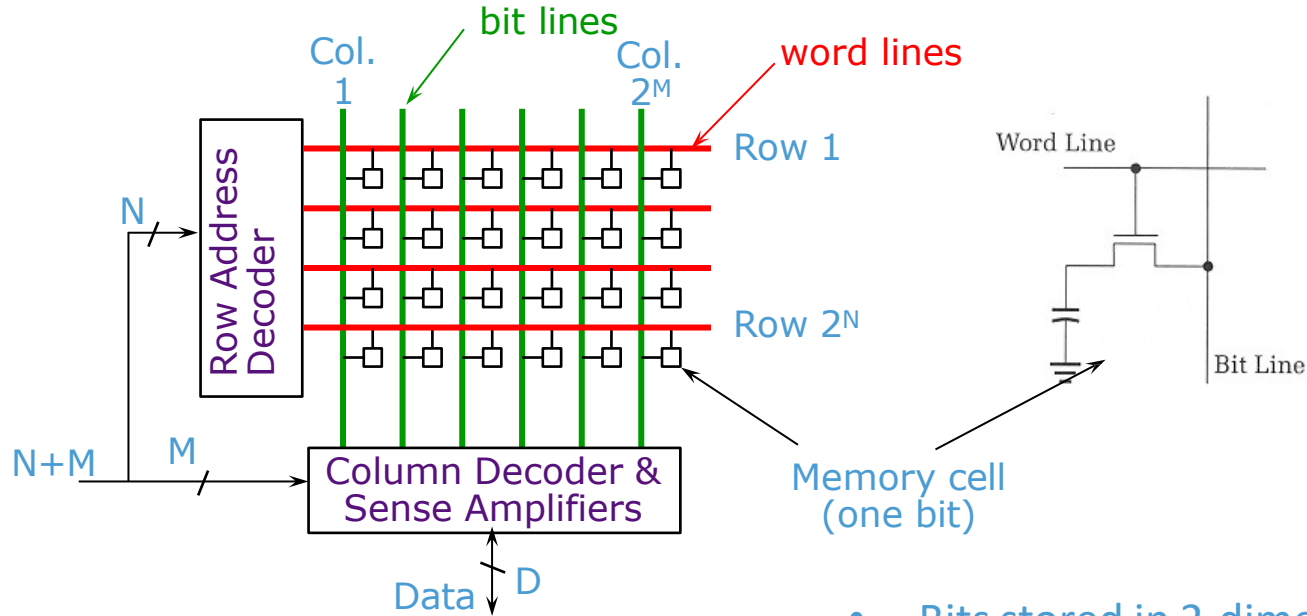 bit lines
Col.
1
Col.
2ᴹ
word lines
Row 1
Word Line
N
Row Address
Decoder
Row 2ᴺ
Bit Line
N+M
M
Column Decoder &
Sense Amplifiers
Memory cell
(one bit)
D
Data